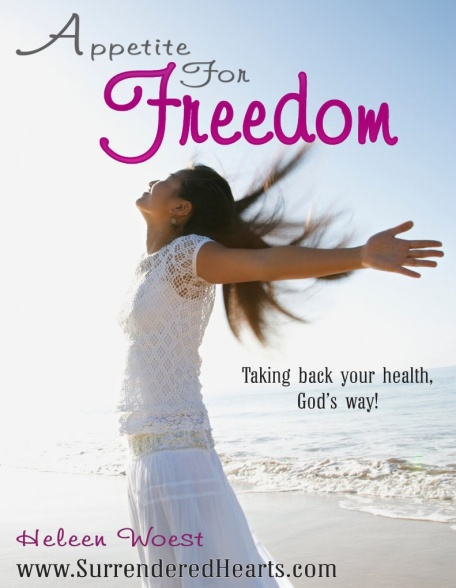 Appetite
For
Freedom
Taking back your health,
God's way!
Heleen Woest
www.SurrenderedHearts.com